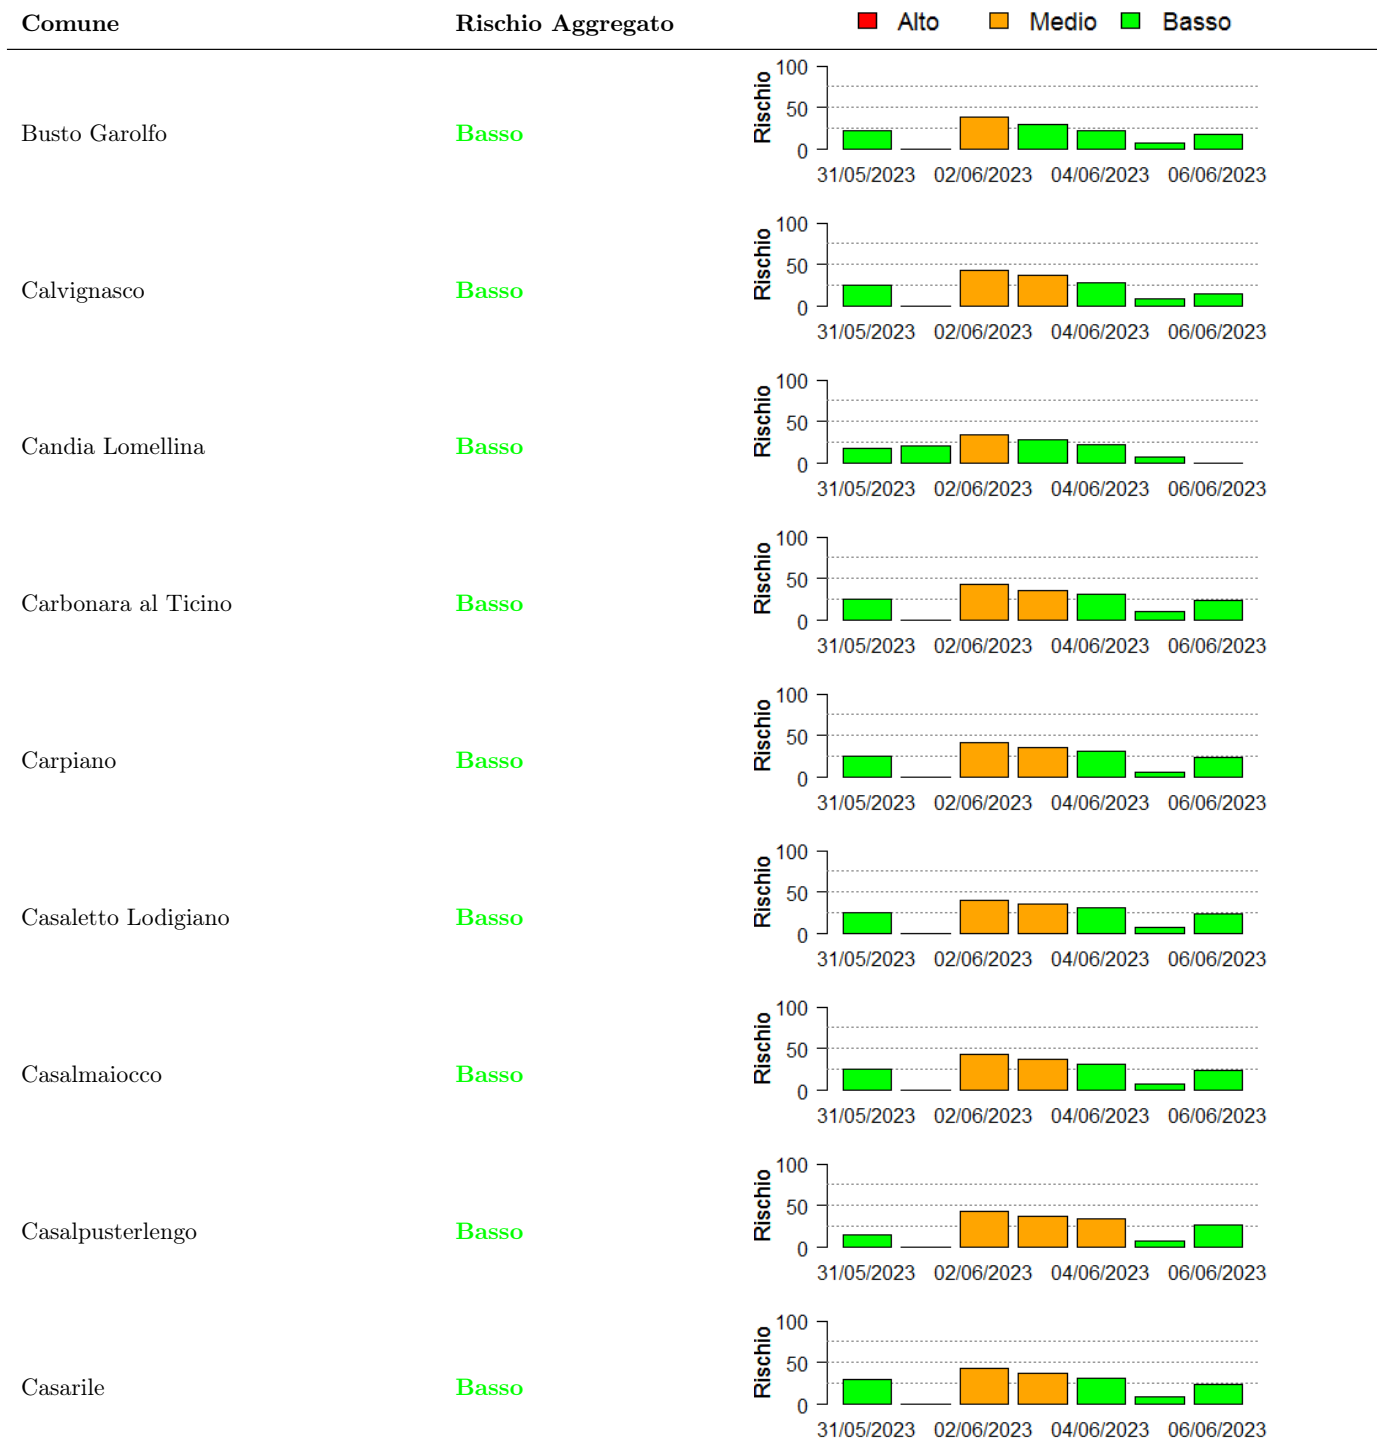 Comune Rischio Aggregato Alto Medio Basso
100
50
0
Rischio
Busto Garolfo Basso
31/05/2023 02/06/2023 04/06/2023 06/06/2023
100
50
0
Rischio
Calvignasco Basso
31/05/2023 02/06/2023 04/06/2023 06/06/2023
100
50
0
Rischio
Candia Lomellina Basso
31/05/2023 02/06/2023 04/06/2023 06/06/2023
100
50
0
Rischio
Carbonara al Ticino Basso
31/05/2023 02/06/2023 04/06/2023 06/06/2023
100
50
0
Rischio
Carpiano Basso
31/05/2023 02/06/2023 04/06/2023 06/06/2023
100
50
0
Rischio
Casaletto Lodigiano Basso
31/05/2023 02/06/2023 04/06/2023 06/06/2023
100
50
0
Rischio
Casalmaiocco Basso
31/05/2023 02/06/2023 04/06/2023 06/06/2023
100
50
0
Rischio
Casalpusterlengo Basso
31/05/2023 02/06/2023 04/06/2023 06/06/2023
100
50
0
Rischio
Casarile Basso
31/05/2023 02/06/2023 04/06/2023 06/06/2023